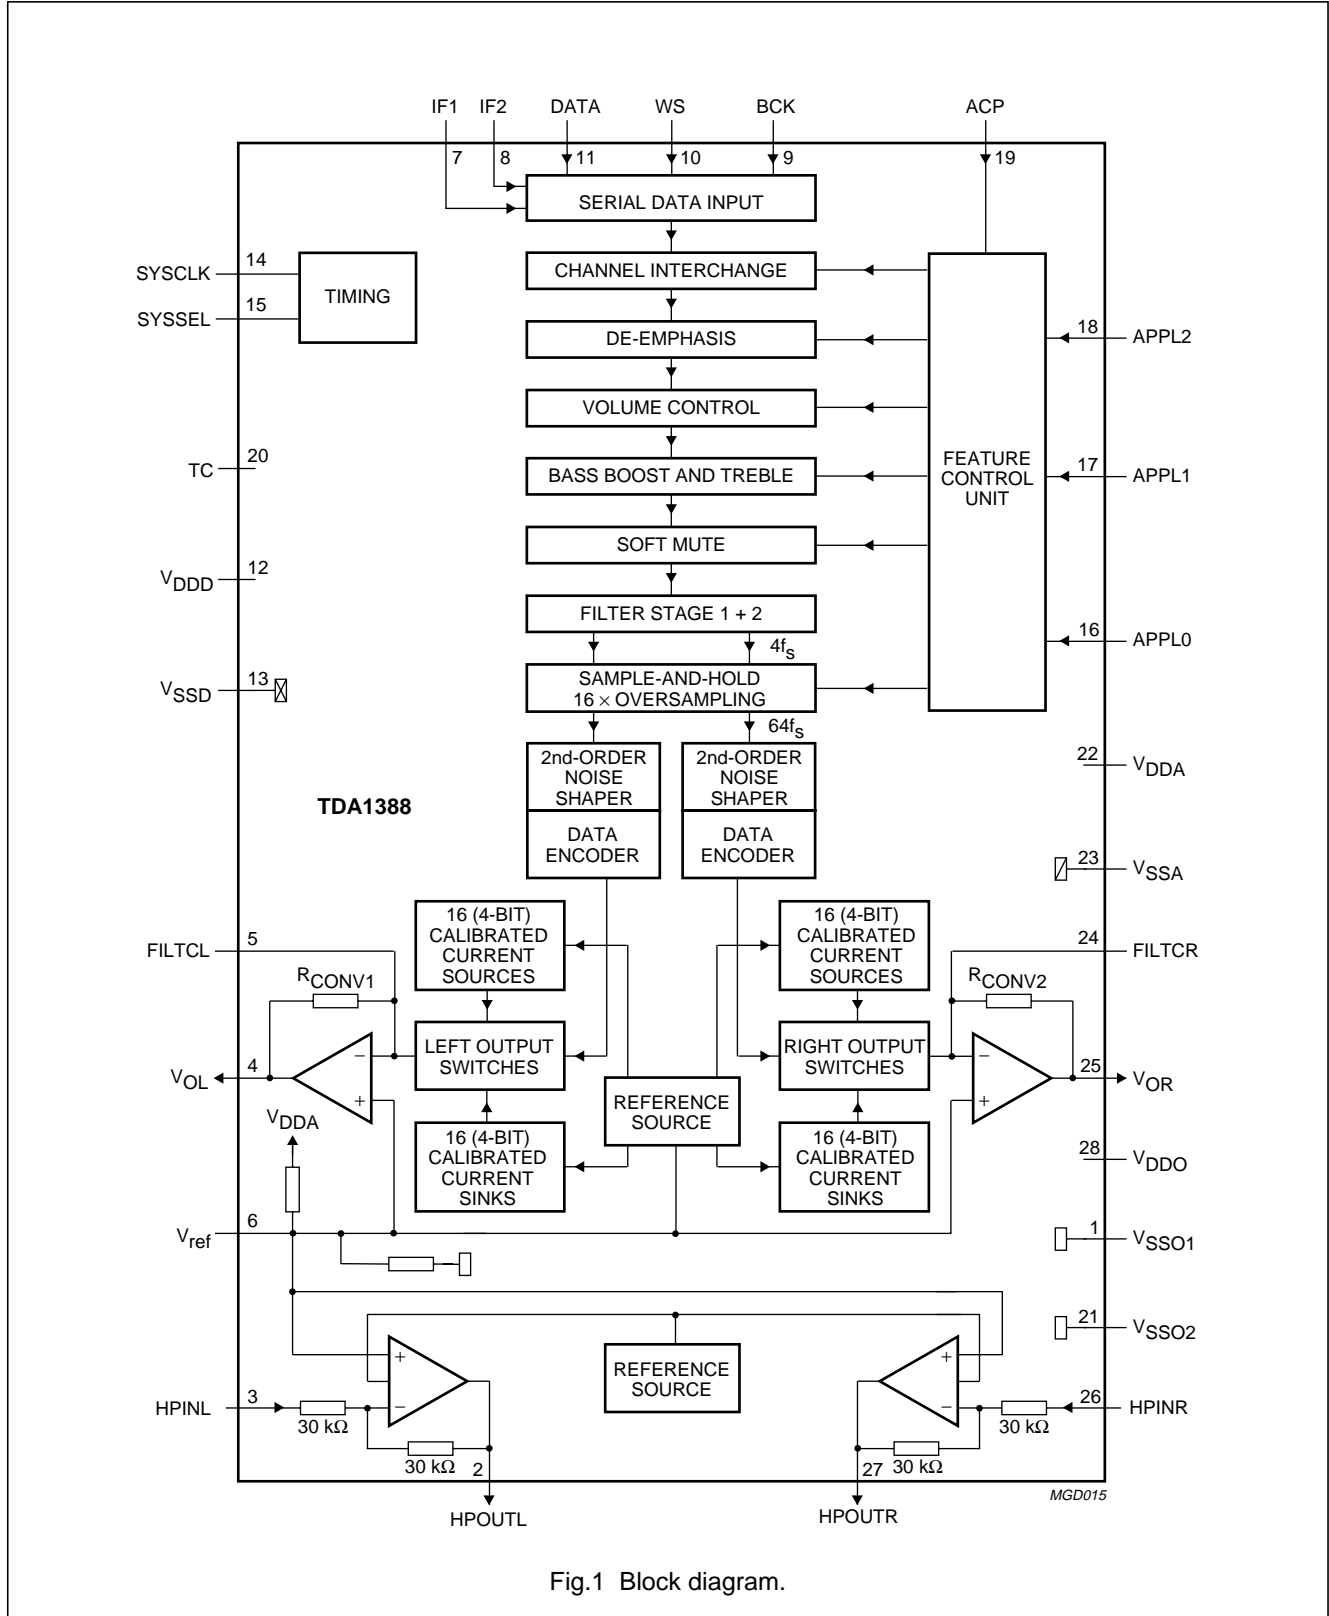 IF1 IF2 DATA WS BCK ACP
7 8 11 10 9 19
SERIAL DATA INPUT
SYSCLK 14
SYSSEL 15
TIMING
CHANNEL INTERCHANGE
DE-EMPHASIS
18 APPL2
VOLUME CONTROL
TC 20
BASS BOOST AND TREBLE
FEATURE
CONTROL
UNIT
17 APPL1
SOFT MUTE
VDDD 12
FILTER STAGE 1 + 2
16 APPL0
4fs
VSSD 13
SAMPLE-AND-HOLD
16 × OVERSAMPLING
64fs
2nd-ORDER
NOISE
SHAPER
2nd-ORDER
NOISE
SHAPER
22 VDDA
TDA1388
DATA
ENCODER
DATA
ENCODER
23 VSSA
FILTCL 5
16 (4-BIT)
CALIBRATED
CURRENT
SOURCES
16 (4-BIT)
CALIBRATED
CURRENT
SOURCES
24 FILTCR
RCONV1
RCONV2
LEFT OUTPUT
SWITCHES
RIGHT OUTPUT
SWITCHES
− +
− +
VOL 4
25 VOR
VDDA
REFERENCE
SOURCE
16 (4-BIT)
CALIBRATED
CURRENT
SINKS
16 (4-BIT)
CALIBRATED
CURRENT
SINKS
28 VDDO
Vref 6
1 VSSO1
21 VSSO2
+ −
REFERENCE
SOURCE
+ −
HPINL 3
30 kΩ
30 kΩ
2
HPOUTL
26 HPINR
30 kΩ
30 kΩ
27
HPOUTR
MGD015
Fig.1 Block diagram.